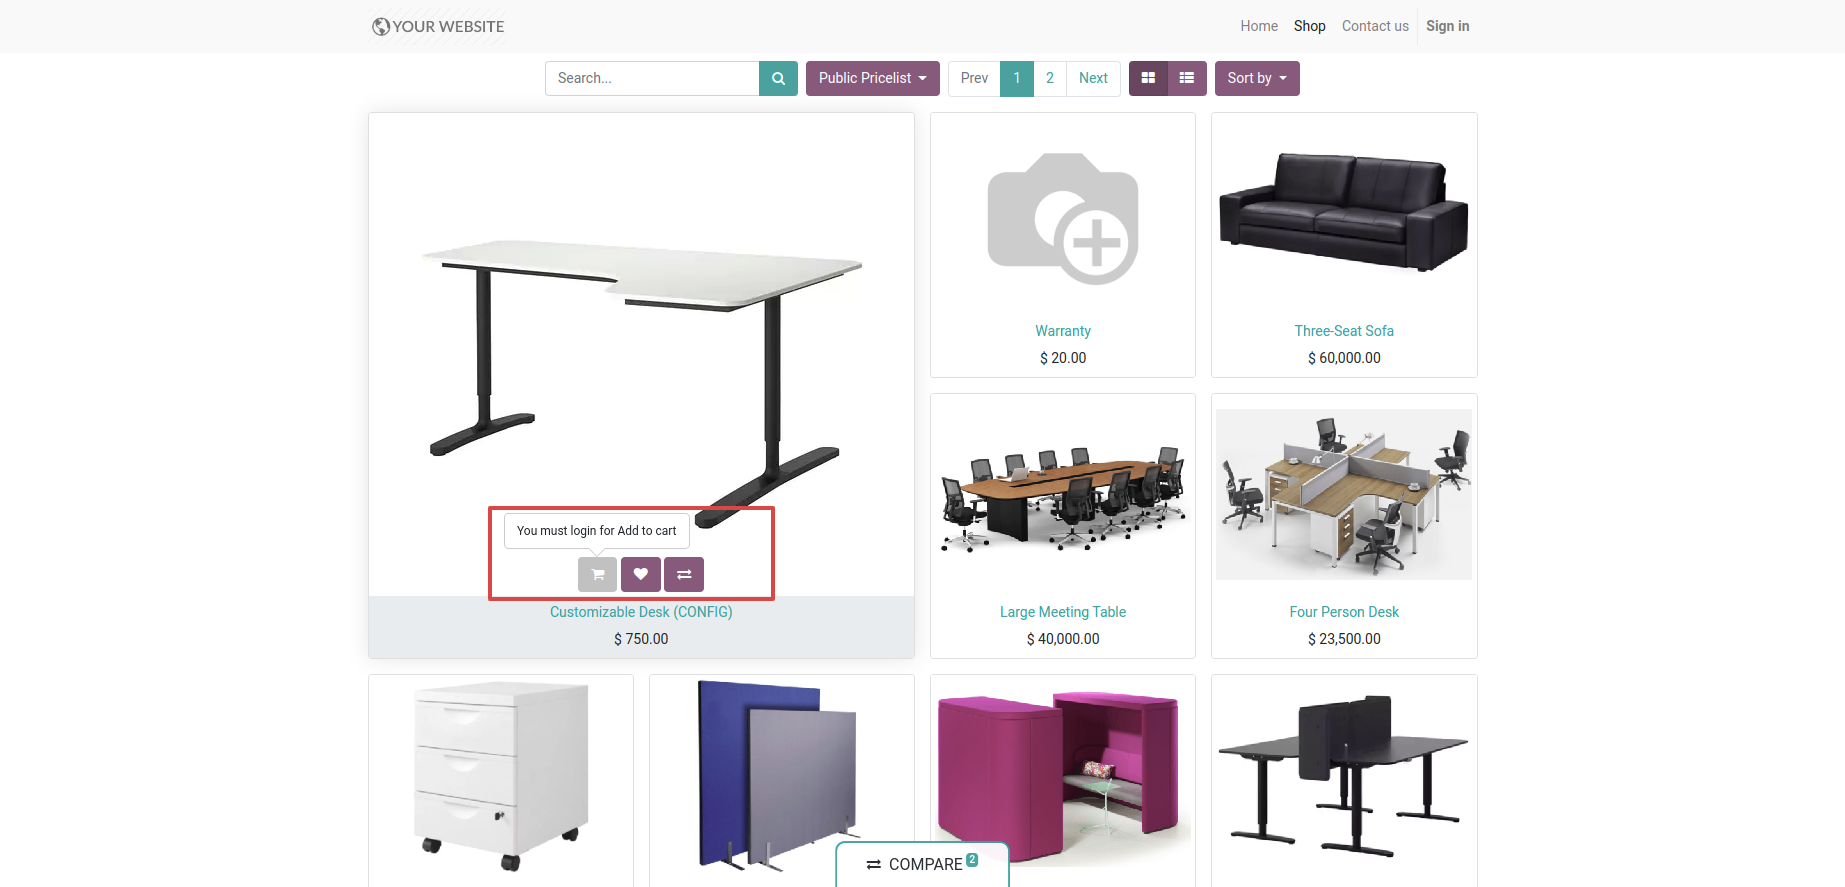 YOUR WEBSITE
Home Shop Contact us Sign in
Search... Public Pricelist Prev 1 2 Next Sort by
Warranty
$ 20.00
Three-Seat Sofa
$ 60,000.00
You must login for Add to cart
Customizable Desk (CONFIG)
$ 750.00
Large Meeting Table
$ 40,000.00
Four Person Desk
$ 23,500.00
COMPARE 2